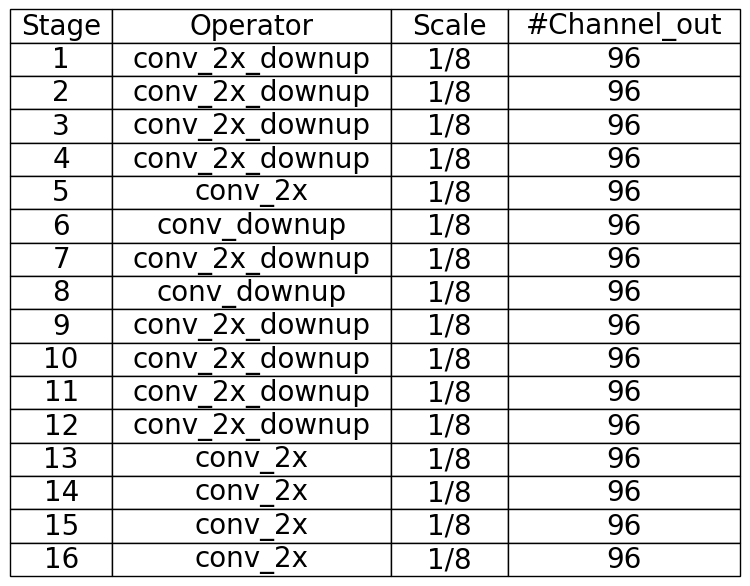 Stage Operator Scale #Channel_out
1 conv_2x_downup 1/8 96
2 conv_2x_downup 1/8 96
3 conv_2x_downup 1/8 96
4 conv_2x_downup 1/8 96
5 conv_2x 1/8 96
6 conv_downup 1/8 96
7 conv_2x_downup 1/8 96
8 conv_downup 1/8 96
9 conv_2x_downup 1/8 96
10 conv_2x_downup 1/8 96
11 conv_2x_downup 1/8 96
12 conv_2x_downup 1/8 96
13 conv_2x 1/8 96
14 conv_2x 1/8 96
15 conv_2x 1/8 96
16 conv_2x 1/8 96